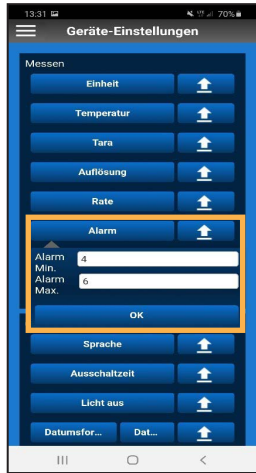 13:31 70%
Geräte-Einstellungen
Messen
Einheit
Temperatur
Tara
Auflösung
Rate
Alarm
Alarm Min. 4
Alarm Max. 6
OK
Sprache
Ausschaltzeit
Licht aus
Datumsfor... Dat...